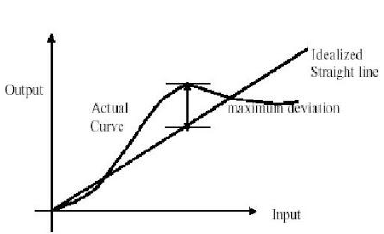 Idealized
Straight line
Output
Actual
Curve
maximum deviation
Input